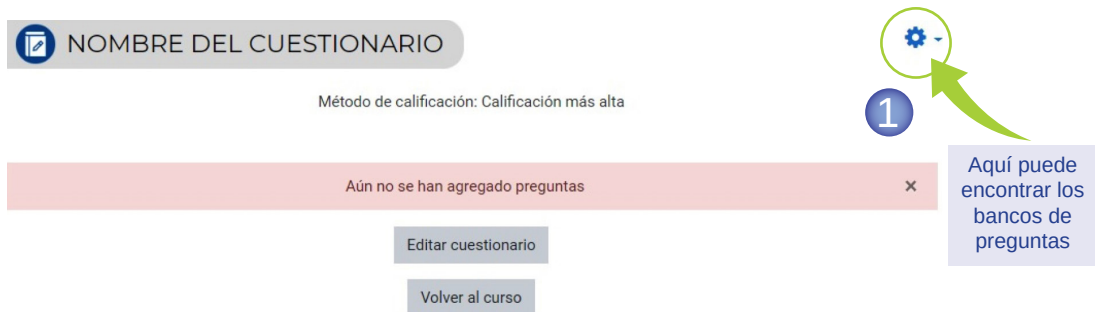 NOMBRE DEL CUESTIONARIO
Método de calificación: Calificación más alta
1
Aún no se han agregado preguntas
×
Aquí puede
encontrar los
bancos de
preguntas
Editar cuestionario
Volver al curso